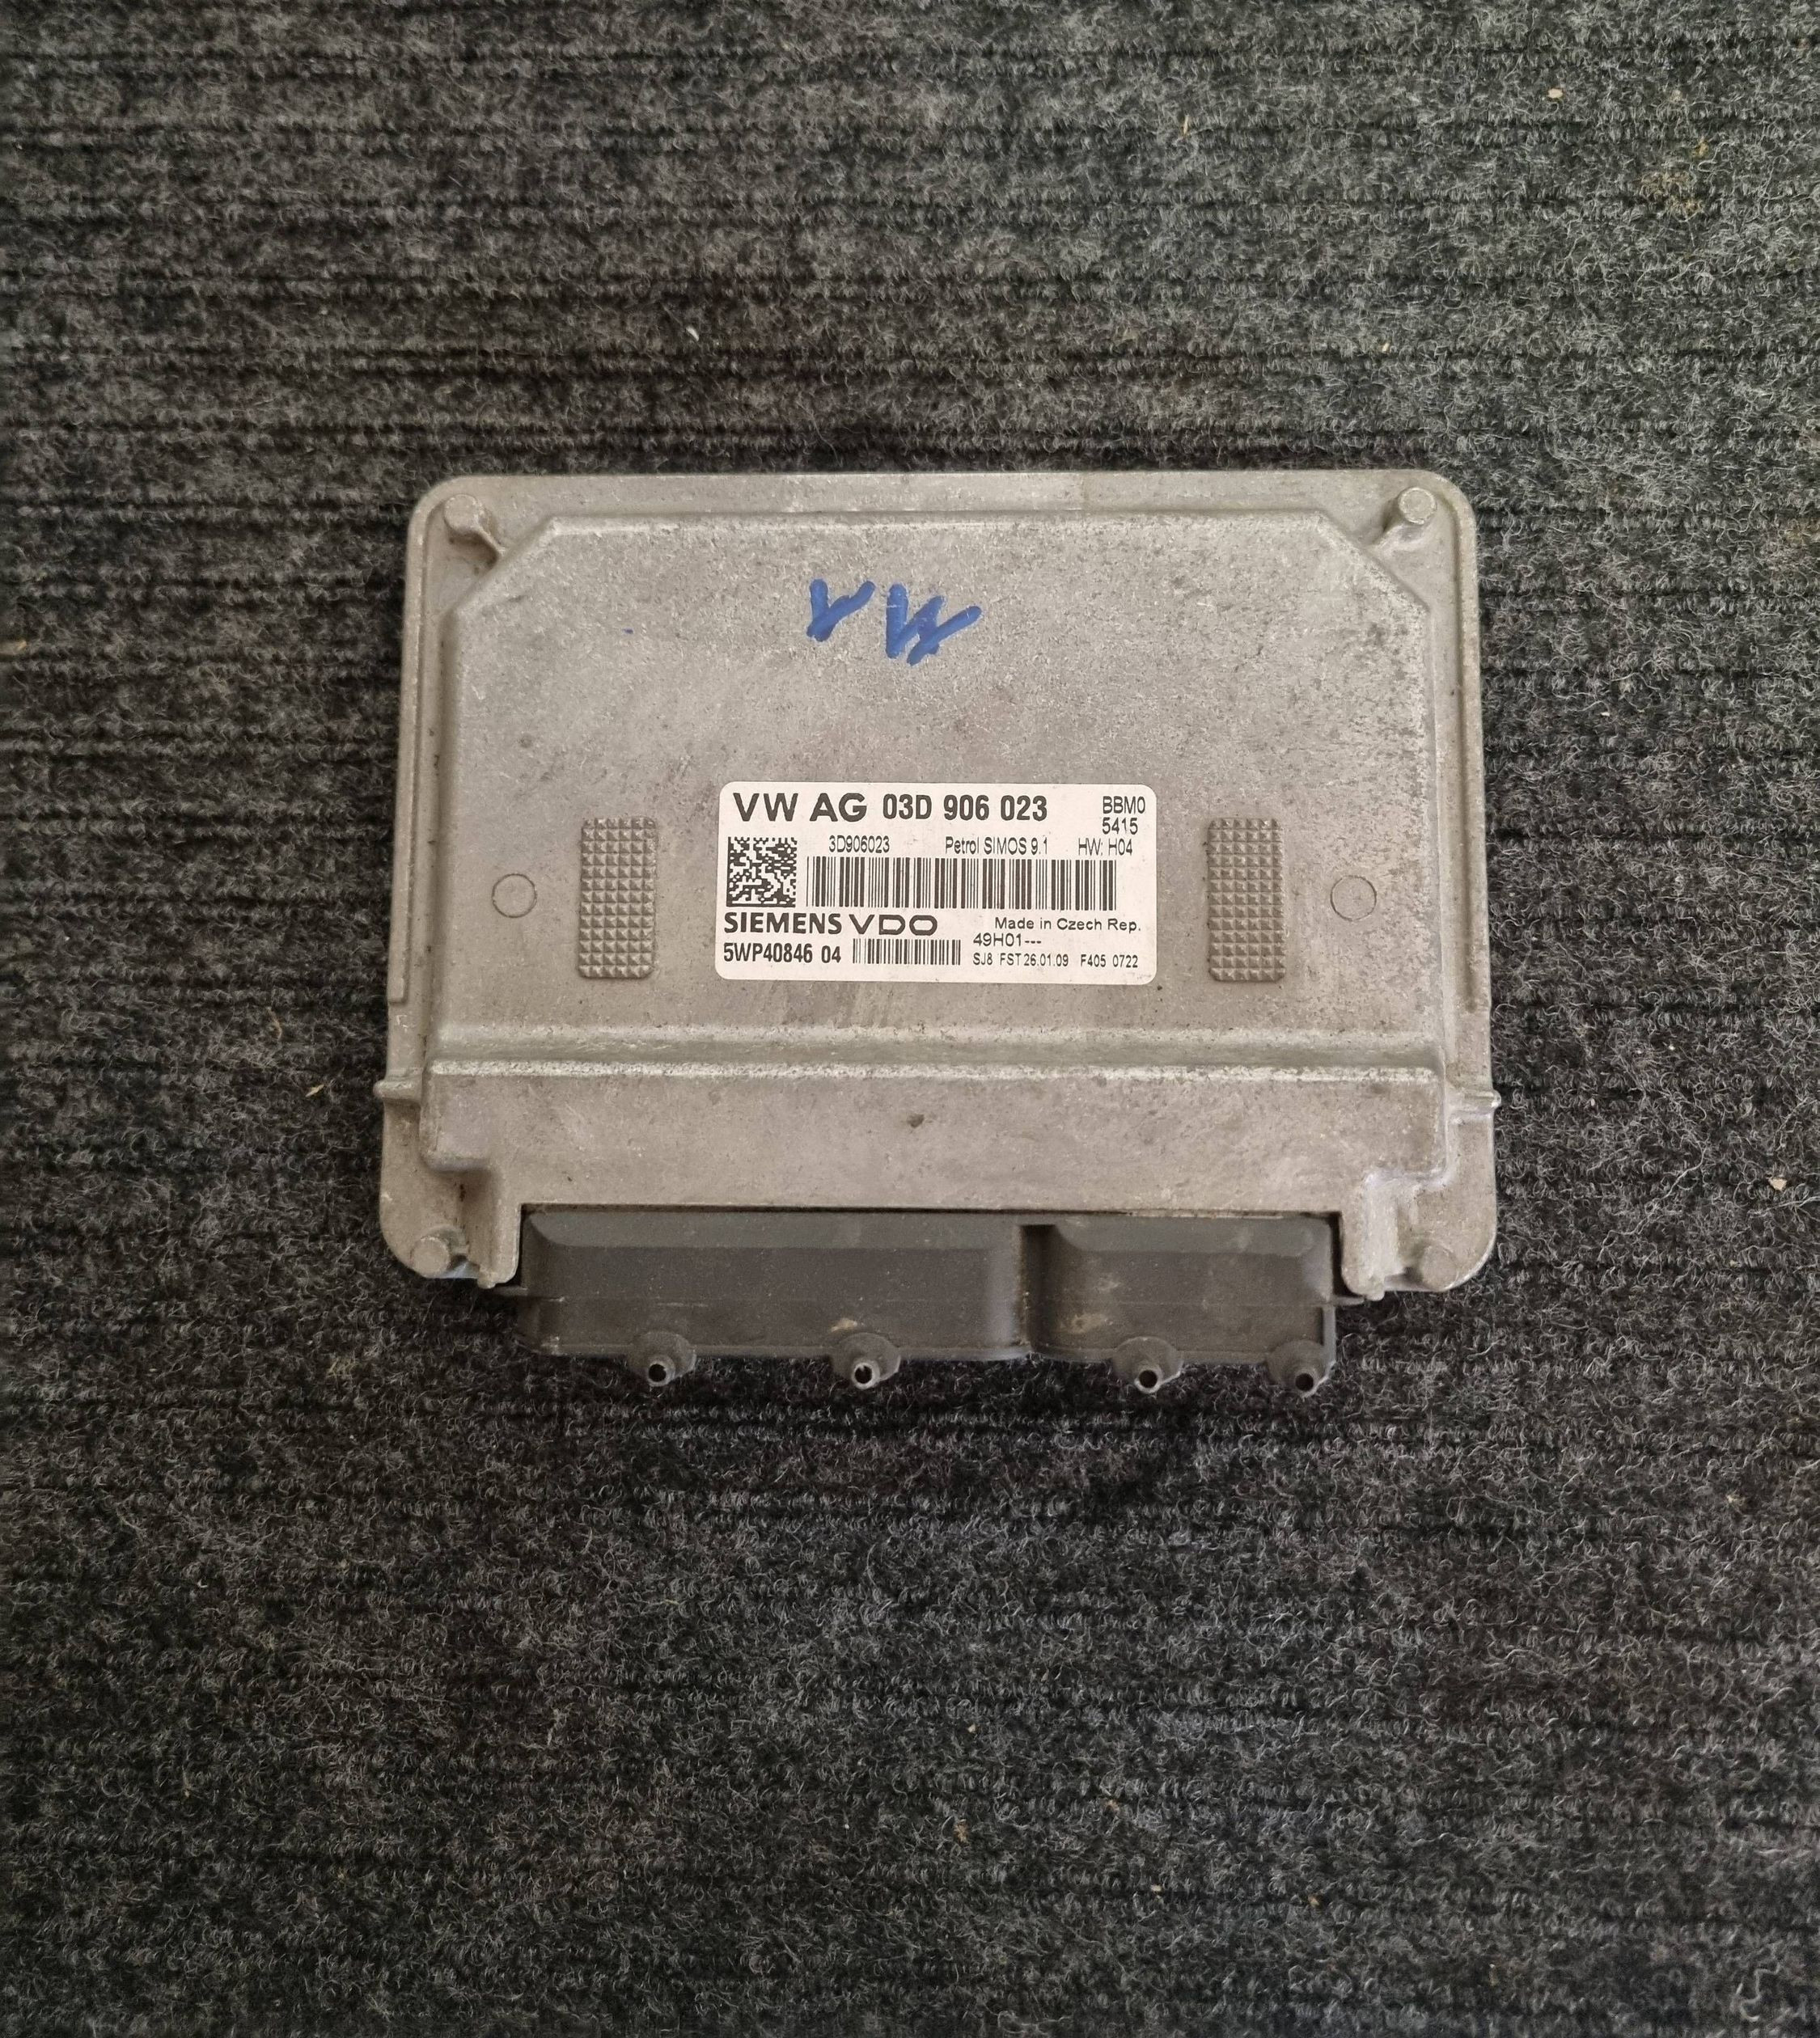 VW AG 03D 906 023
BBM0
5415
3D906023 Petrol SIMOS 9.1 HW: H04
SIEMENS VDO Made in Czech Rep.
49H01---
5WP40846 04
SJ8 FST 26.01.09 F405 0722